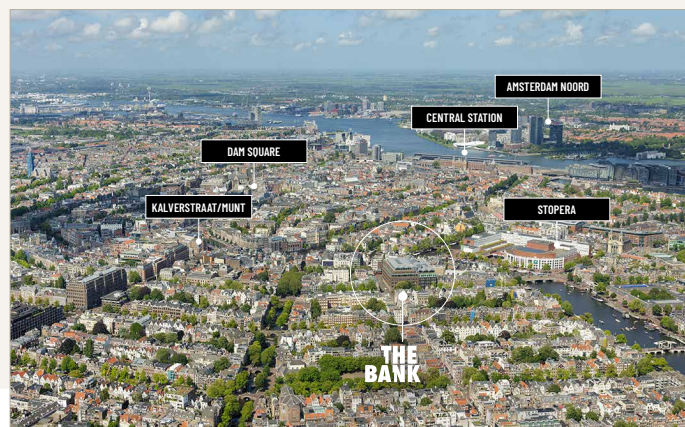 AMSTERDAM NOORD
CENTRAL STATION
DAM SQUARE
KALVERSTRAAT/MUNT
STOPERA
THE
BANK